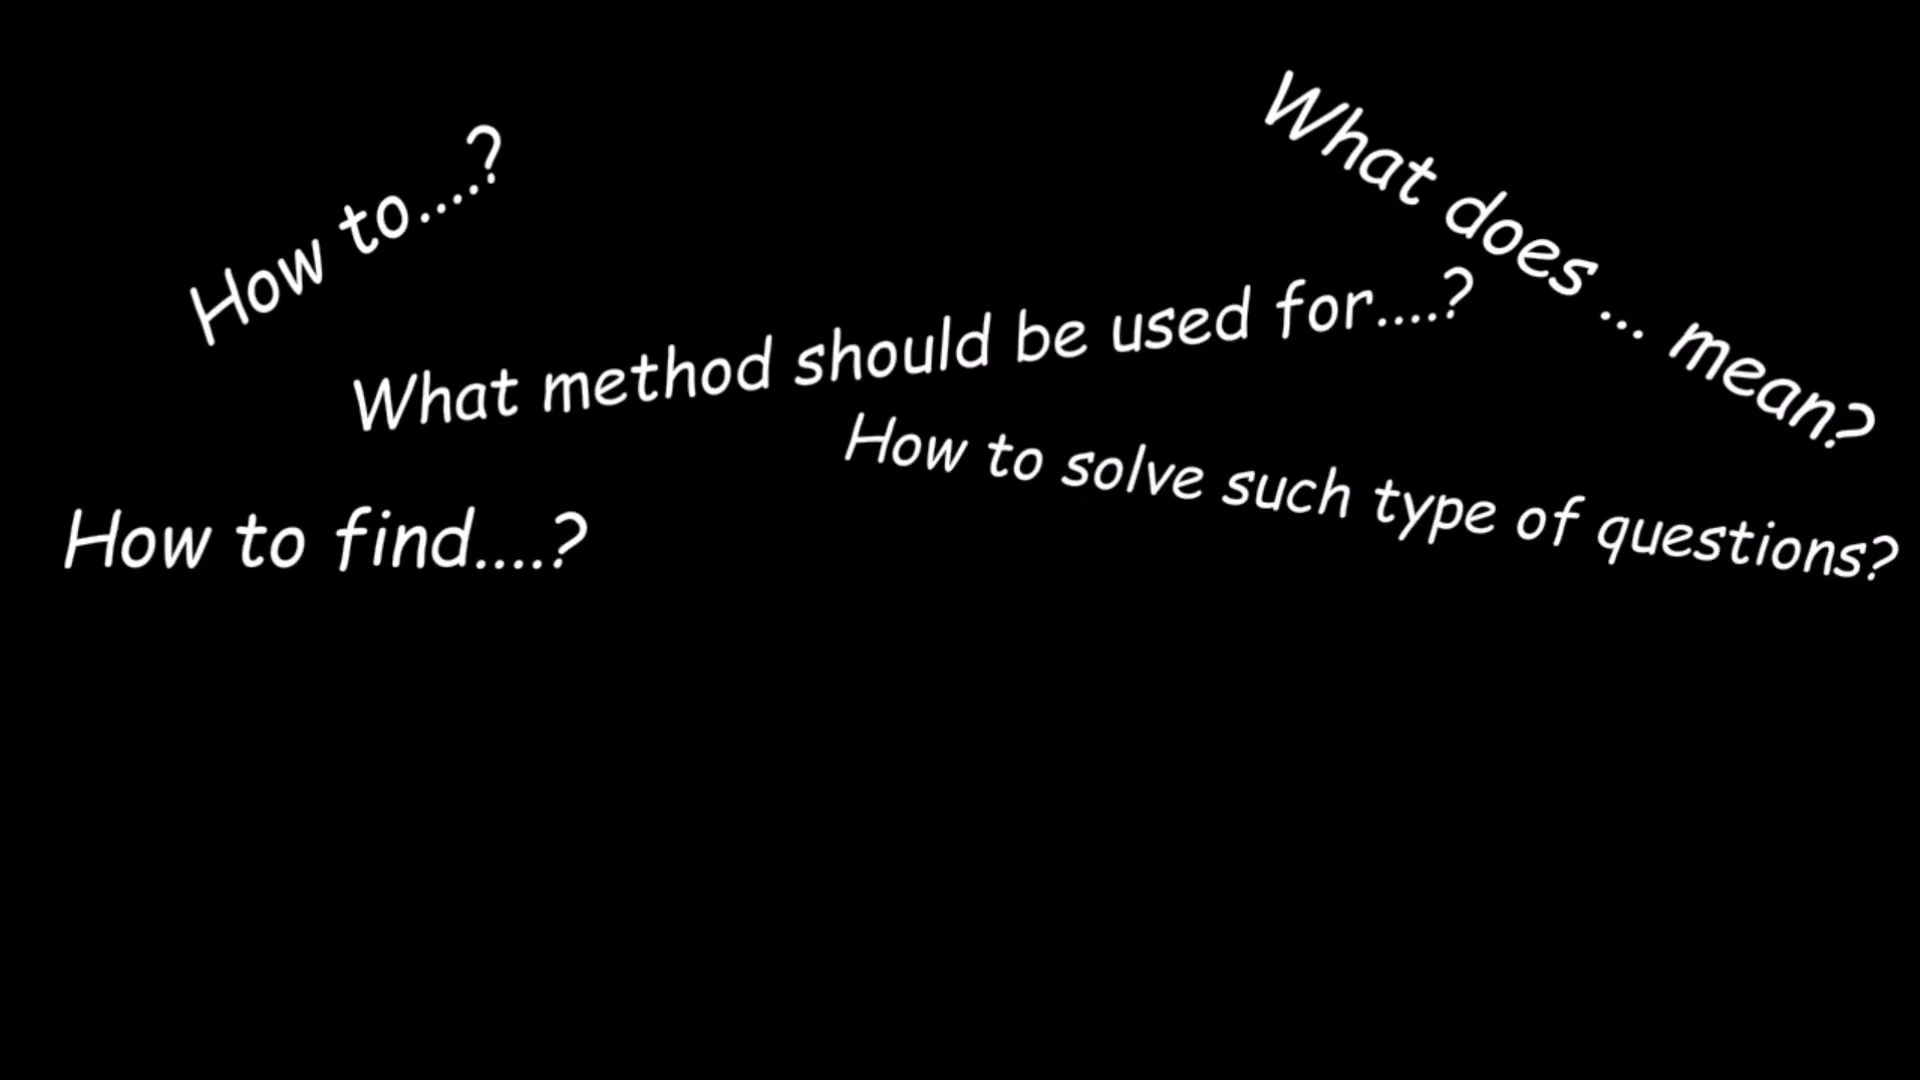 How to....?
What does ... mean?
What method should be used for....?
How to solve such type of questions?
How to find....?